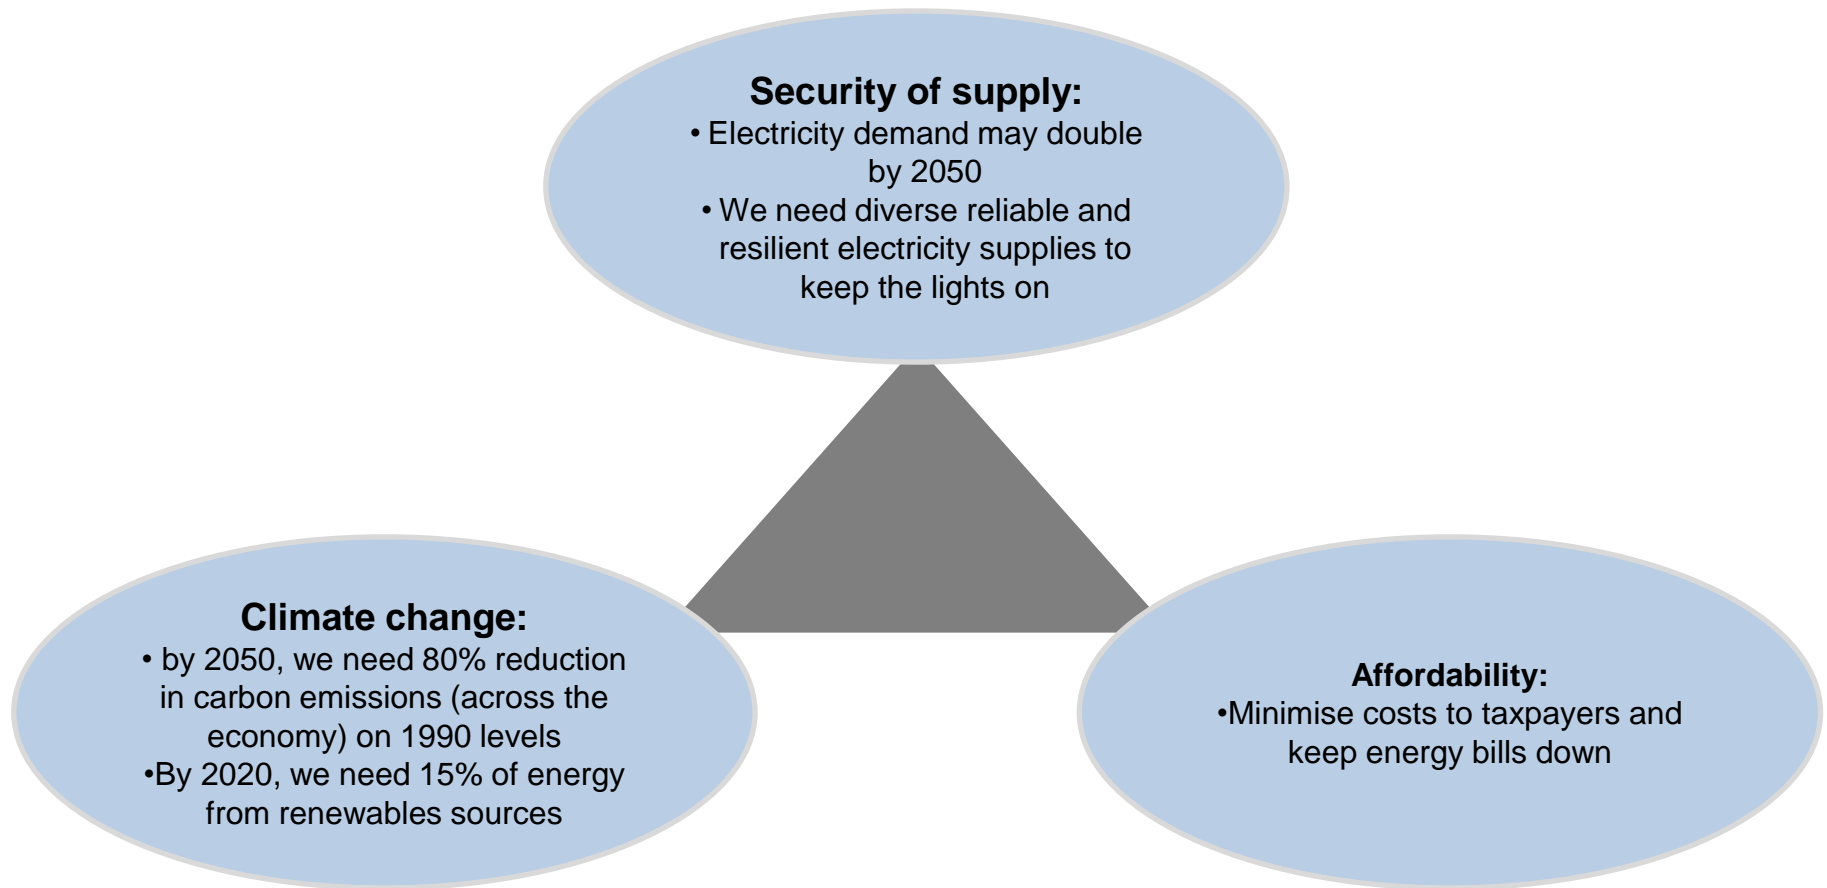 Security of supply:
• Electricity demand may double
by 2050
• We need diverse reliable and
resilient electricity supplies to
keep the lights on
Climate change:
• by 2050, we need 80% reduction
in carbon emissions (across the
economy) on 1990 levels
•By 2020, we need 15% of energy
from renewables sources
Affordability:
•Minimise costs to taxpayers and
keep energy bills down